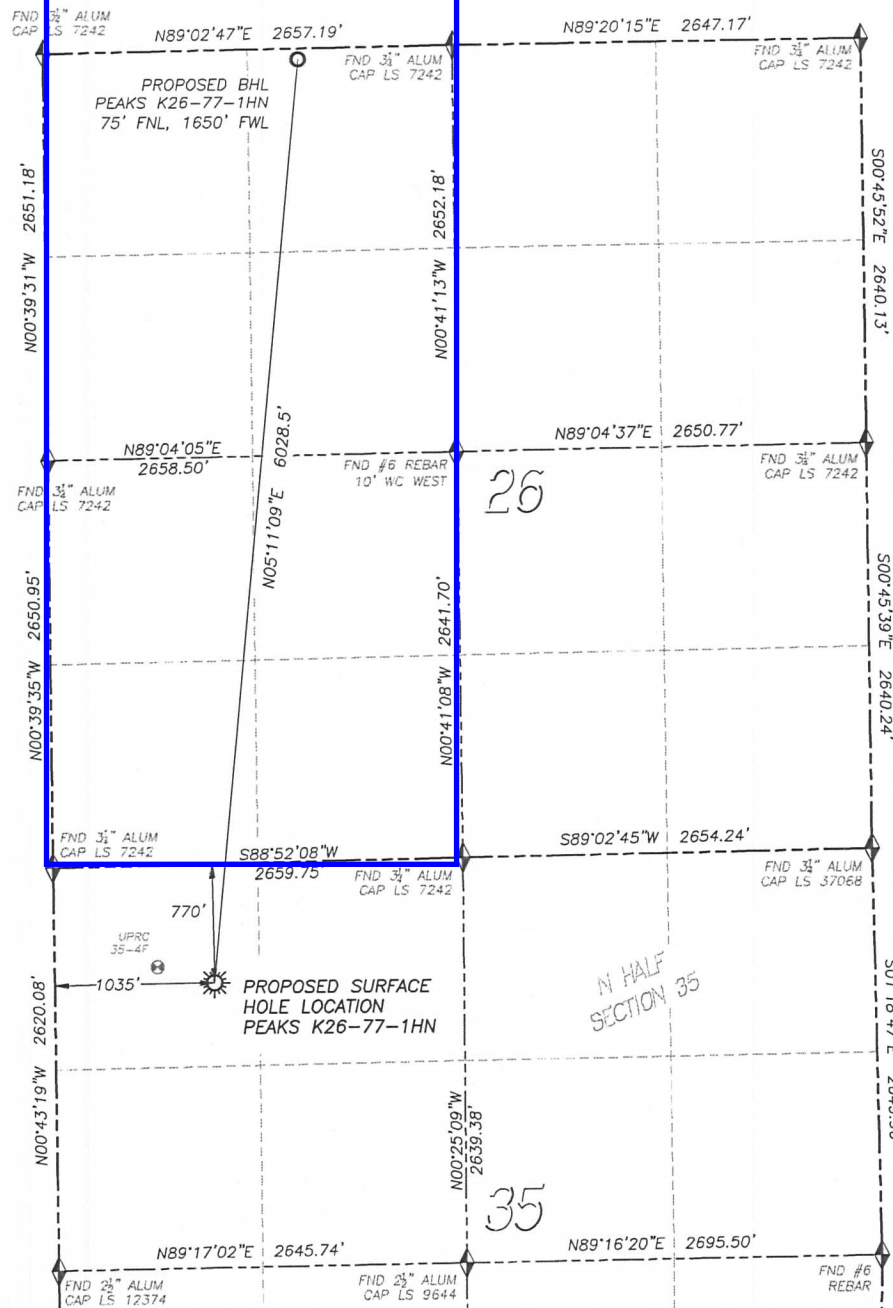 FND 3½" ALUM
CAP LS 7242
N89°02'47"E 2657.19'
FND 3¼" ALUM
CAP LS 7242
N89°20'15"E 2647.17'
FND 3¼" ALUM
CAP LS 7242
PROPOSED BHL
PEAKS K26-77-1HN
75' FNL, 1650' FWL
N00°39'31"W 2651.18'
N00°41'13"W 2652.18'
S00°45'52"E 2640.13'
N05°11'09"E 6028.5'
N89°04'05"E
2658.50'
FND 3¼" ALUM
CAP LS 7242
FND #6 REBAR
10' WC WEST
N89°04'37"E 2650.77'
FND 3¼" ALUM
CAP LS 7242
26
N00°39'35"W 2650.95'
N00°41'08"W 2641.70'
S00°45'39"E 2640.24'
FND 3¼" ALUM
CAP LS 7242
S88°52'08"W
2659.75'
FND 3¼" ALUM
CAP LS 7242
S89°02'45"W 2654.24'
FND 3¼" ALUM
CAP LS 37068
770'
UPRC
35-4F
1035'
PROPOSED SURFACE
HOLE LOCATION
PEAKS K26-77-1HN
N HALF
SECTION 35
N00°43'19"W 2620.08'
N00°25'09"W
2639.38'
35
N89°17'02"E 2645.74'
FND 2½" ALUM
CAP LS 12374
FND 2½" ALUM
CAP LS 9644
N89°16'20"E 2695.50'
FND #6
REBAR